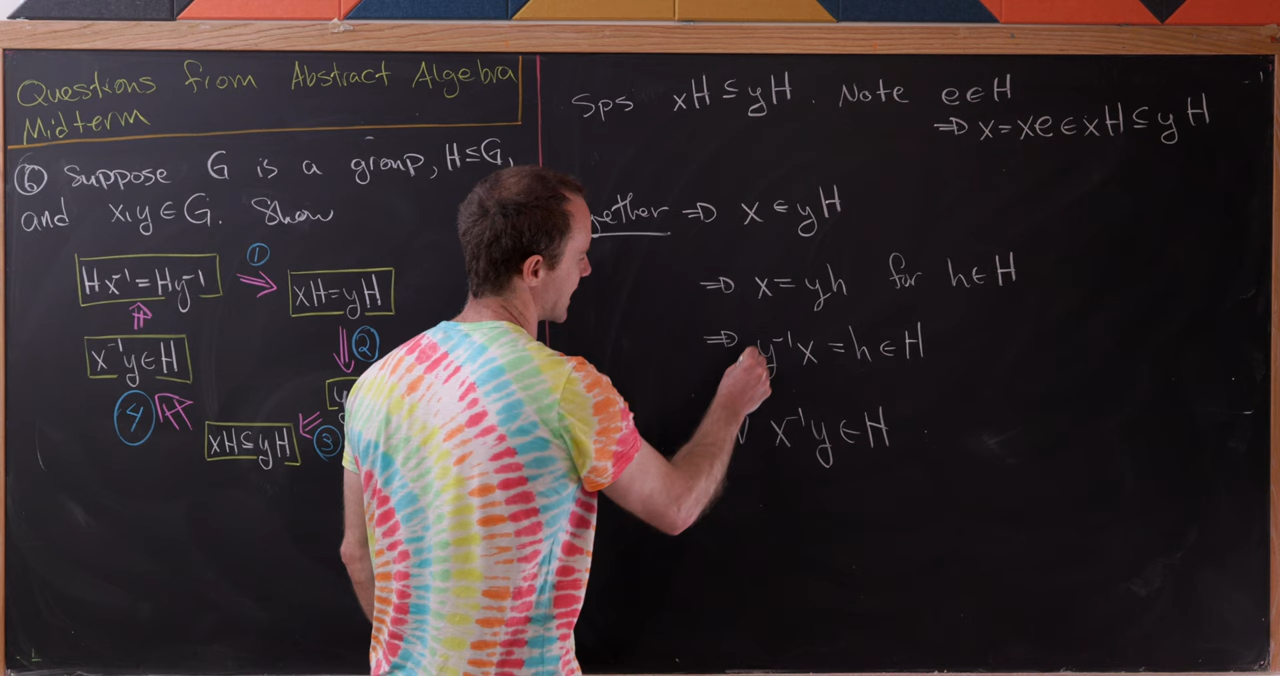 Questions from Abstract Algebra
Midterm
⑥ Suppose G is a group, H≤G,
and x,y∈G. Show
Hx⁻¹=Hy⁻¹ ⇒ ① xH=yH
⇓ ②
x⁻¹y∈H ⇑
④ ⇑ xH⊆yH ⇐ ③
Sps xH⊆yH. Note e∈H
⇒ x=xe∈xH⊆yH
⇒ x∈yH
⇒ x=yh for h∈H
⇒ y⁻¹x=h∈H
x⁻¹y∈H